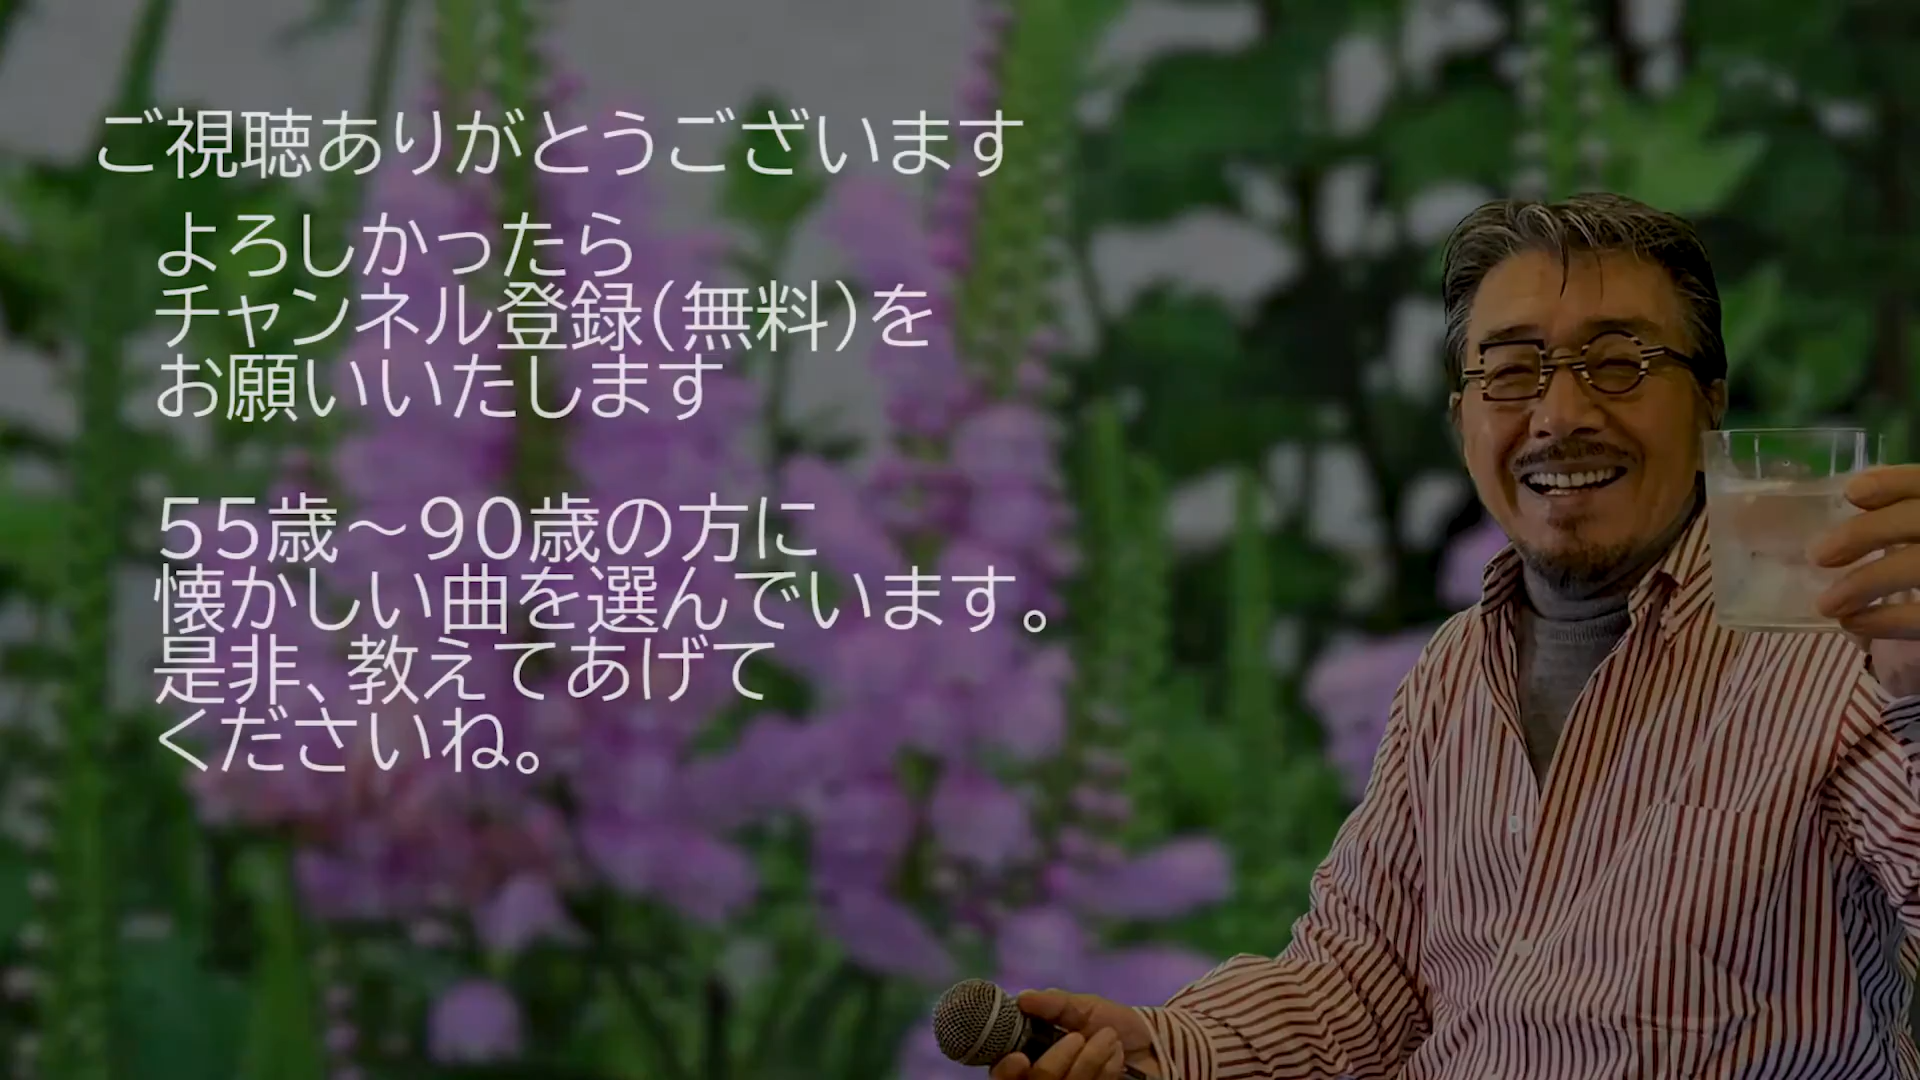 ご視聴ありがとうございます
よろしかったら
チャンネル登録(無料)を
お願いいたします
55歳～90歳の方に
懐かしい曲を選んでいます。
是非、教えてあげて
くださいね。